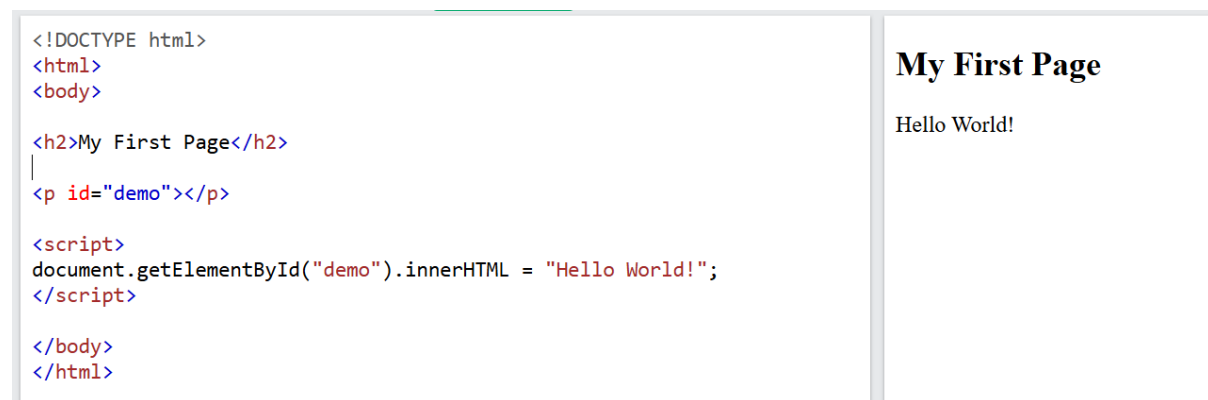 <!DOCTYPE html>
<html>
<body>
<h2>My First Page</h2>
<p id="demo"></p>
<script>
document.getElementById("demo").innerHTML = "Hello World!";
</script>
</body>
</html>
My First Page
Hello World!